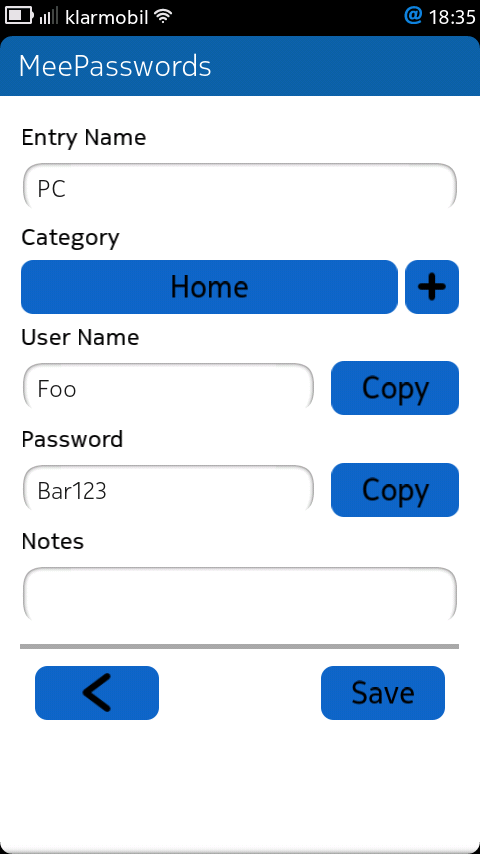 klarmobil @ 18:35
MeePasswords
Entry Name
PC
Category
Home +
User Name
Foo Copy
Password
Bar123 Copy
Notes
< Save